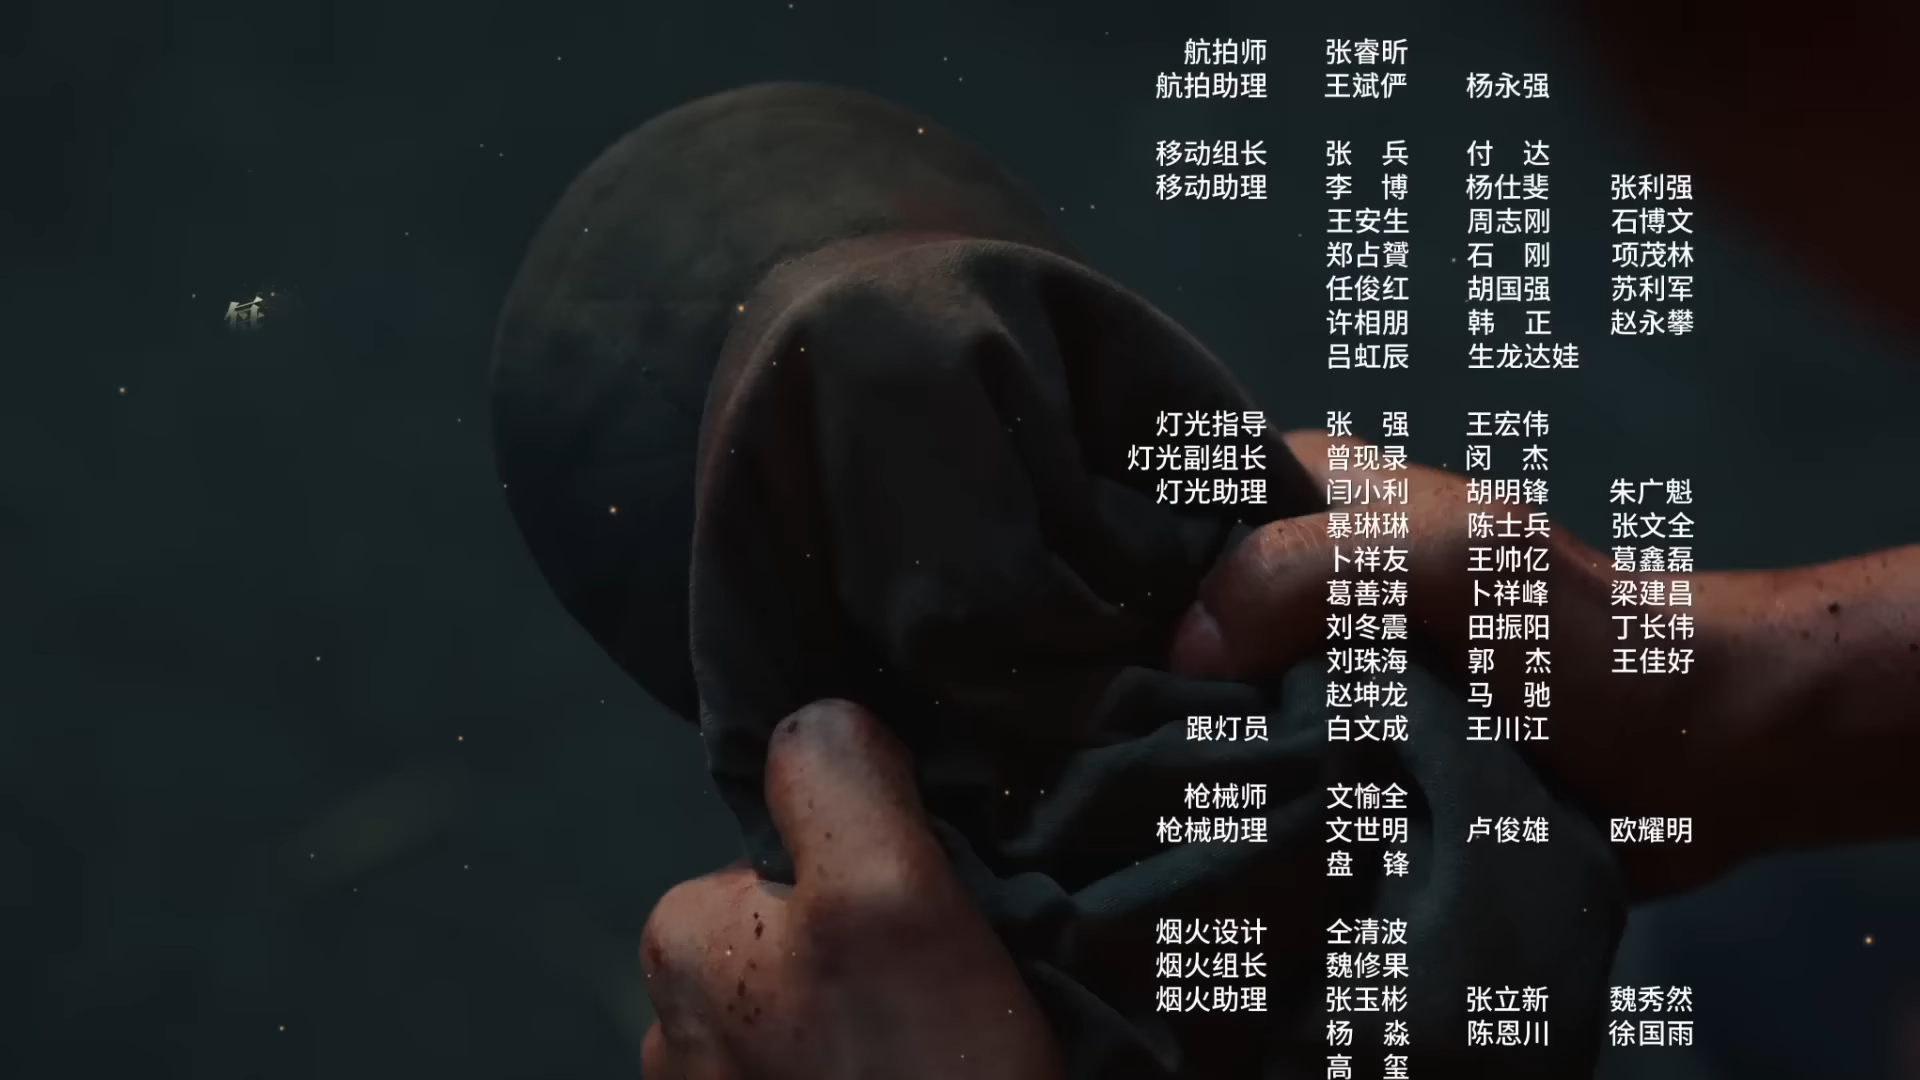 航拍师 张睿昕
航拍助理 王斌俨 杨永强
移动组长 张 兵 付 达
移动助理 李 博 杨仕斐 张利强
王安生 周志刚 石博文
郑占赟 石 刚 项茂林
任俊红 胡国强 苏利军
许相朋 韩 正 赵永攀
吕虹辰 生龙达娃
灯光指导 张 强 王宏伟
灯光副组长 曾现录 闵 杰
灯光助理 闫小利 胡明锋 朱广魁
暴琳琳 陈士兵 张文全
卜祥友 王帅亿 葛鑫磊
葛善涛 卜祥峰 梁建昌
刘冬震 田振阳 丁长伟
刘珠海 郭 杰 王佳好
赵坤龙 马 驰
跟灯员 白文成 王川江
枪械师 文愉全
枪械助理 文世明 卢俊雄 欧耀明
盘 锋
烟火设计 仝清波
烟火组长 魏修果
烟火助理 张玉彬 张立新 魏秀然
杨 淼 陈恩川 徐国雨
高 玺